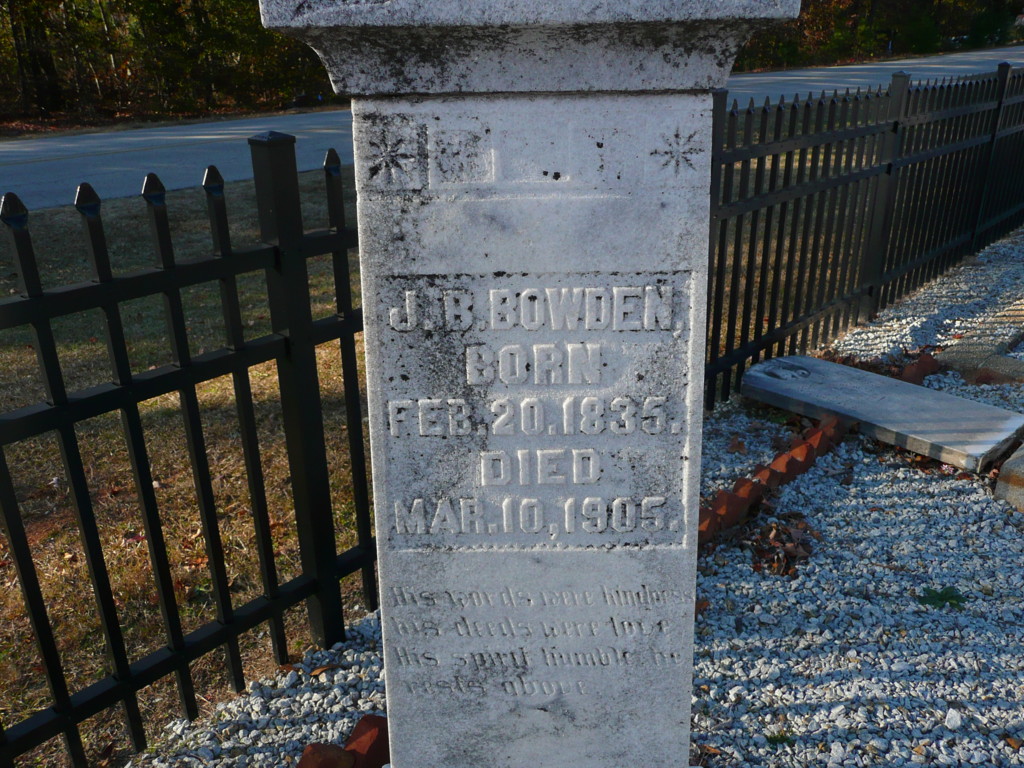 J.B.BOWDEN,
BORN
FEB.20.1835.
DIED
MAR.10,1905.
His words were kindness
his deeds were love
His spirit humble he
rests above